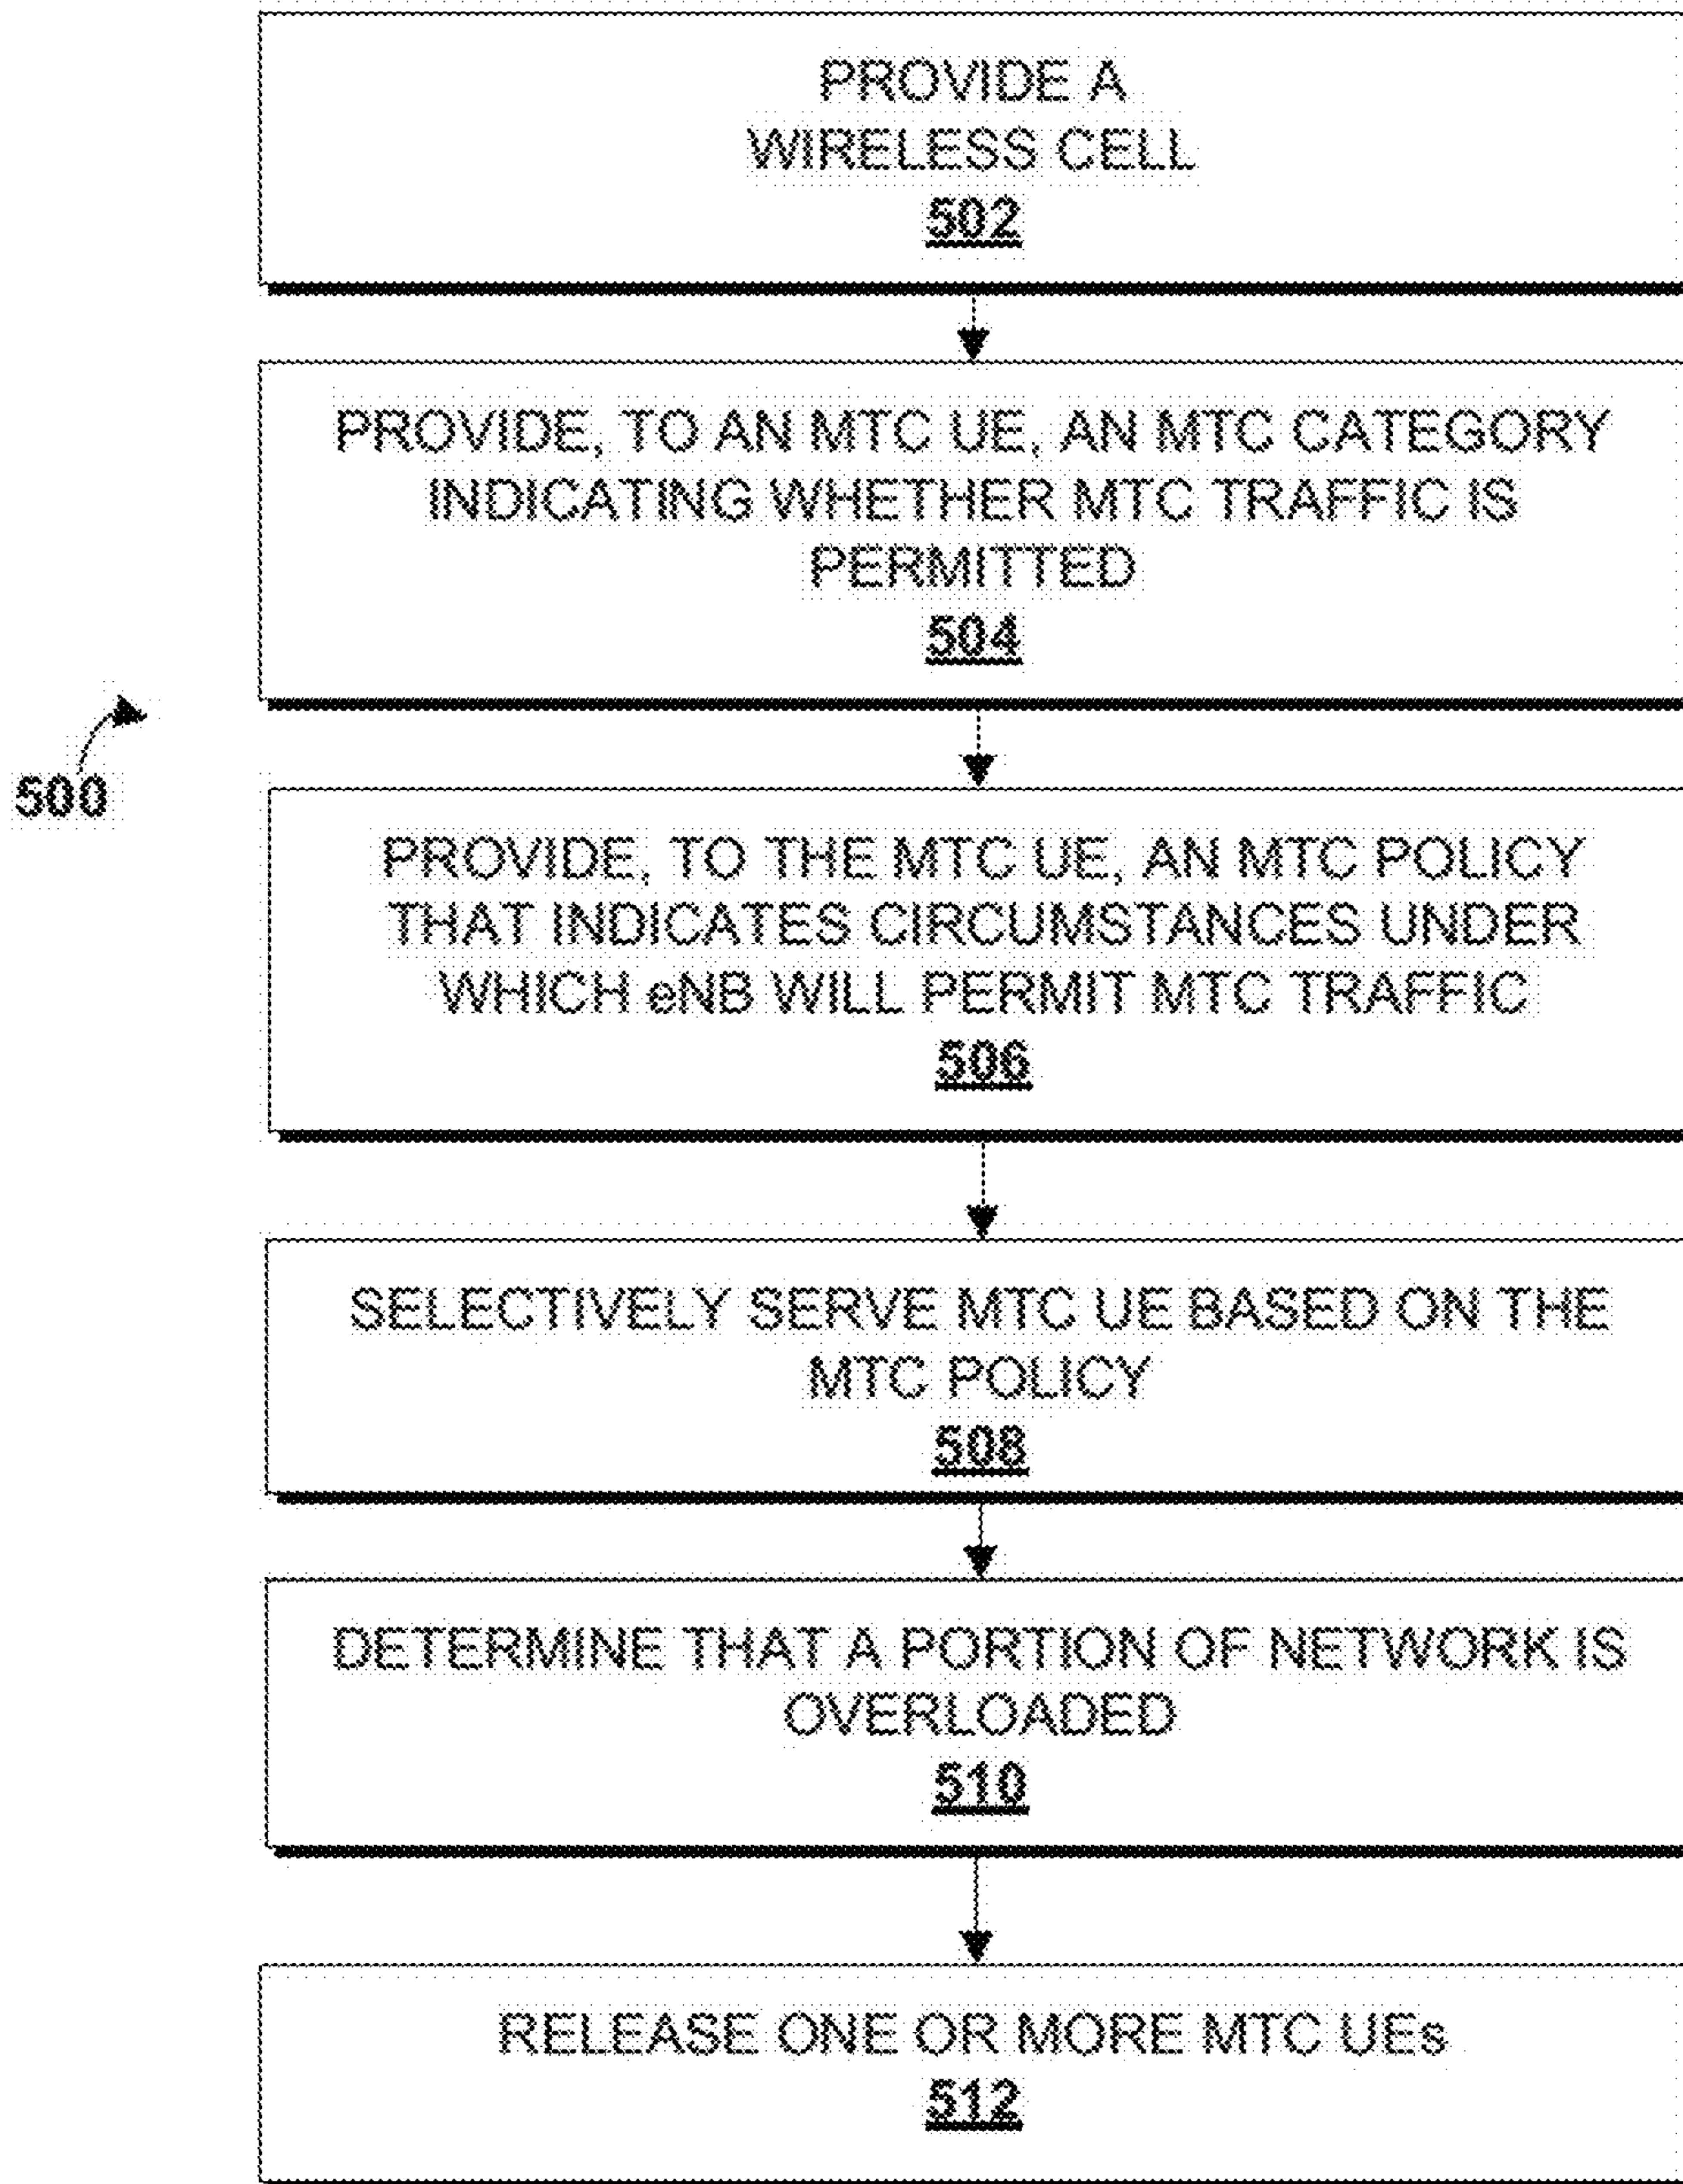 PROVIDE A
WIRELESS CELL
502
PROVIDE, TO AN MTC UE, AN MTC CATEGORY
INDICATING WHETHER MTC TRAFFIC IS
PERMITTED
504
500
PROVIDE, TO THE MTC UE, AN MTC POLICY
THAT INDICATES CIRCUMSTANCES UNDER
WHICH eNB WILL PERMIT MTC TRAFFIC
506
SELECTIVELY SERVE MTC UE BASED ON THE
MTC POLICY
508
DETERMINE THAT A PORTION OF NETWORK IS
OVERLOADED
510
RELEASE ONE OR MORE MTC UEs
512